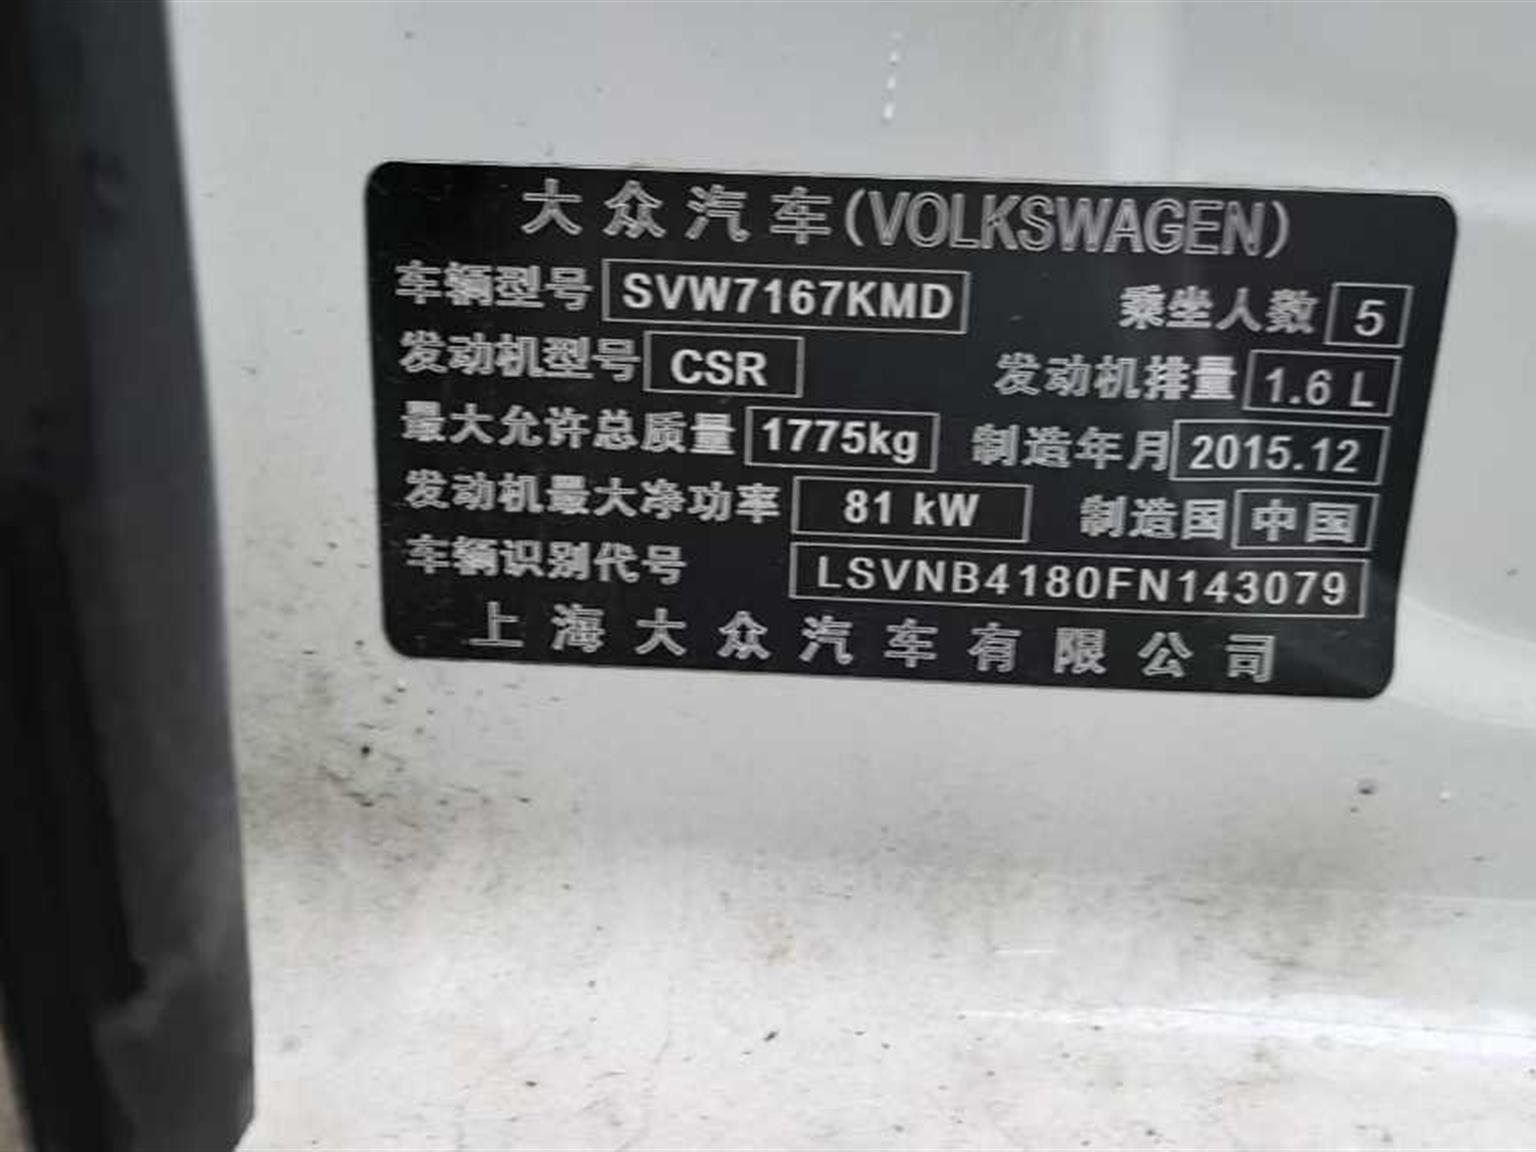 大众汽车(VOLKSWAGEN)
车辆型号 SVW7167KMD 乘坐人数 5
发动机型号 CSR 发动机排量 1.6 L
最大允许总质量 1775kg 制造年月 2015.12
发动机最大净功率 81 kW 制造国 中国
车辆识别代号 LSVNB4180FN143079
上海大众汽车有限公司